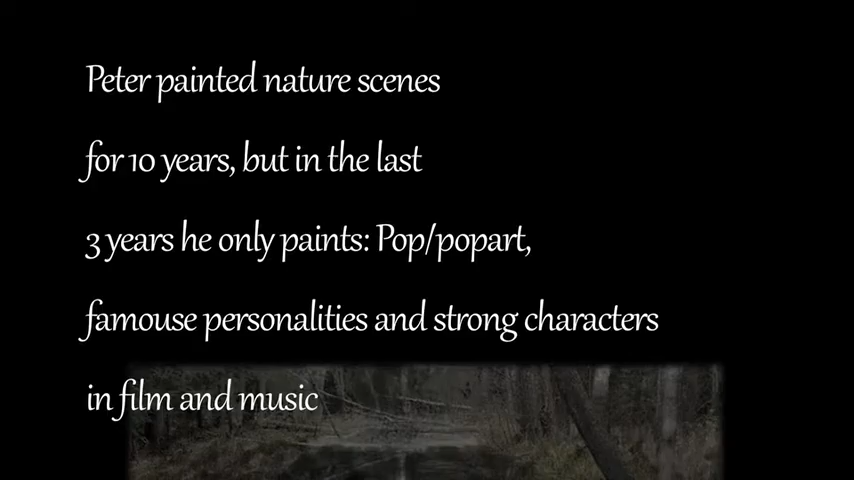 Peter painted nature scenes
for 10 years, but in the last
3 years he only paints: Pop/popart,
famouse personalities and strong characters
in film and music